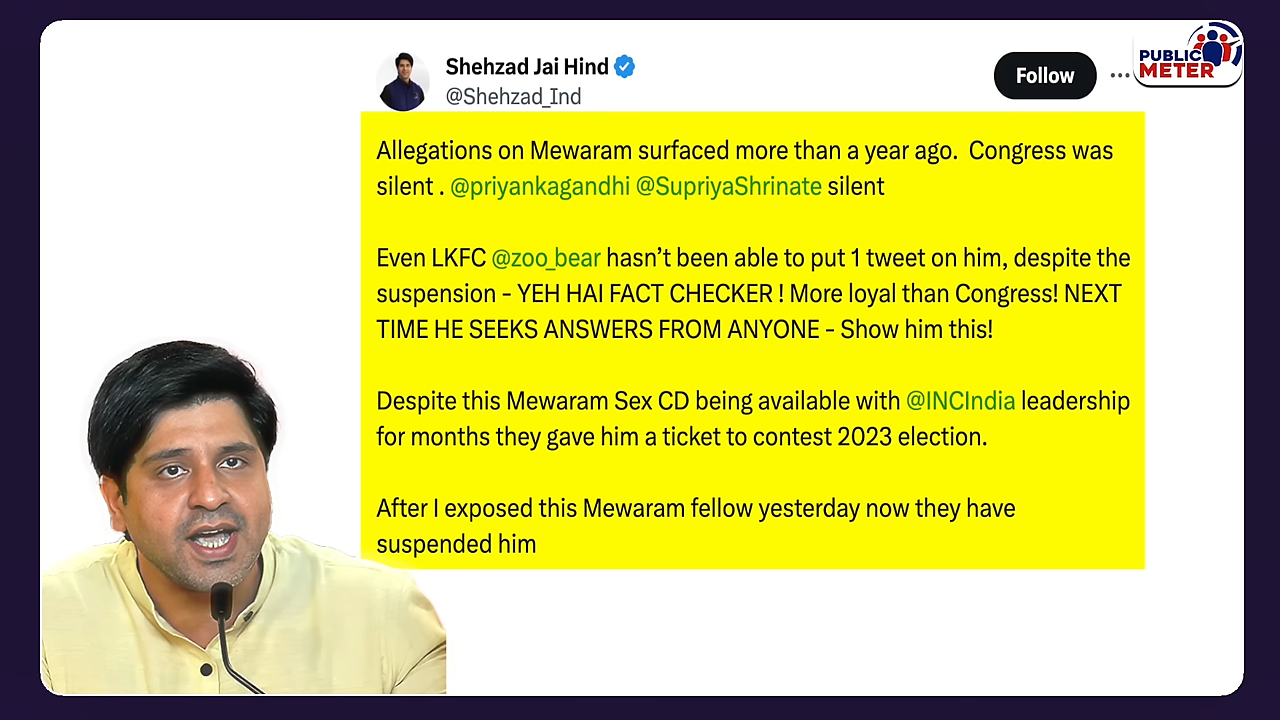 Shehzad Jai Hind
@Shehzad_Ind
Follow
PUBLIC
METER
Allegations on Mewaram surfaced more than a year ago. Congress was
silent . @priyankagandhi @SupriyaShrinate silent
Even LKFC @zoo_bear hasn’t been able to put 1 tweet on him, despite the
suspension - YEH HAI FACT CHECKER ! More loyal than Congress! NEXT
TIME HE SEEKS ANSWERS FROM ANYONE - Show him this!
Despite this Mewaram Sex CD being available with @INCIndia leadership
for months they gave him a ticket to contest 2023 election.
After I exposed this Mewaram fellow yesterday now they have
suspended him